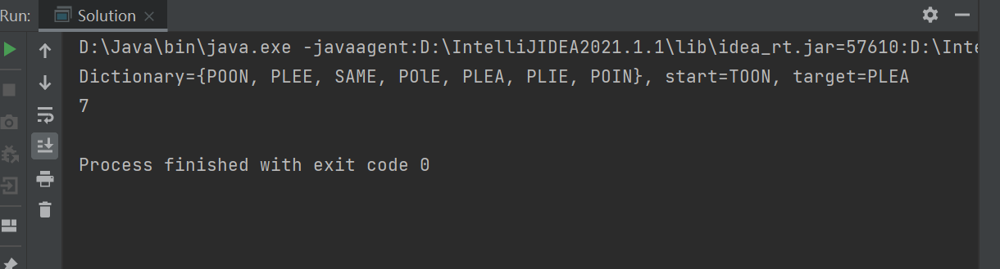 Run: Solution
D:\Java\bin\java.exe -javaagent:D:\IntelliJIDEA2021.1.1\lib\idea_rt.jar=57610:D:\Inte
Dictionary={POON, PLEE, SAME, POlE, PLEA, PLIE, POIN}, start=TOON, target=PLEA
7
Process finished with exit code 0